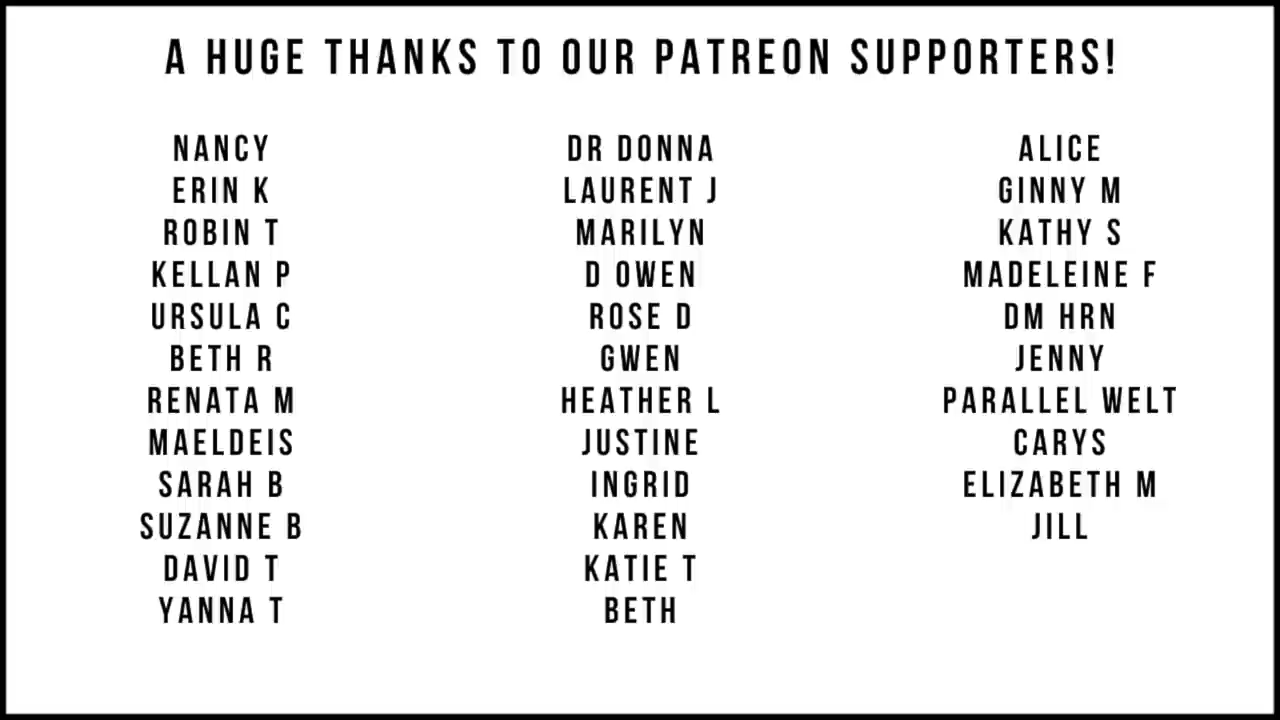 A HUGE THANKS TO OUR PATREON SUPPORTERS!
NANCY
ERIN K
ROBIN T
KELLAN P
URSULA C
BETH R
RENATA M
MAELDEIS
SARAH B
SUZANNE B
DAVID T
YANNA T
DR DONNA
LAURENT J
MARILYN
D OWEN
ROSE D
GWEN
HEATHER L
JUSTINE
INGRID
KAREN
KATIE T
BETH
ALICE
GINNY M
KATHY S
MADELEINE F
DM HRN
JENNY
PARALLEL WELT
CARYS
ELIZABETH M
JILL